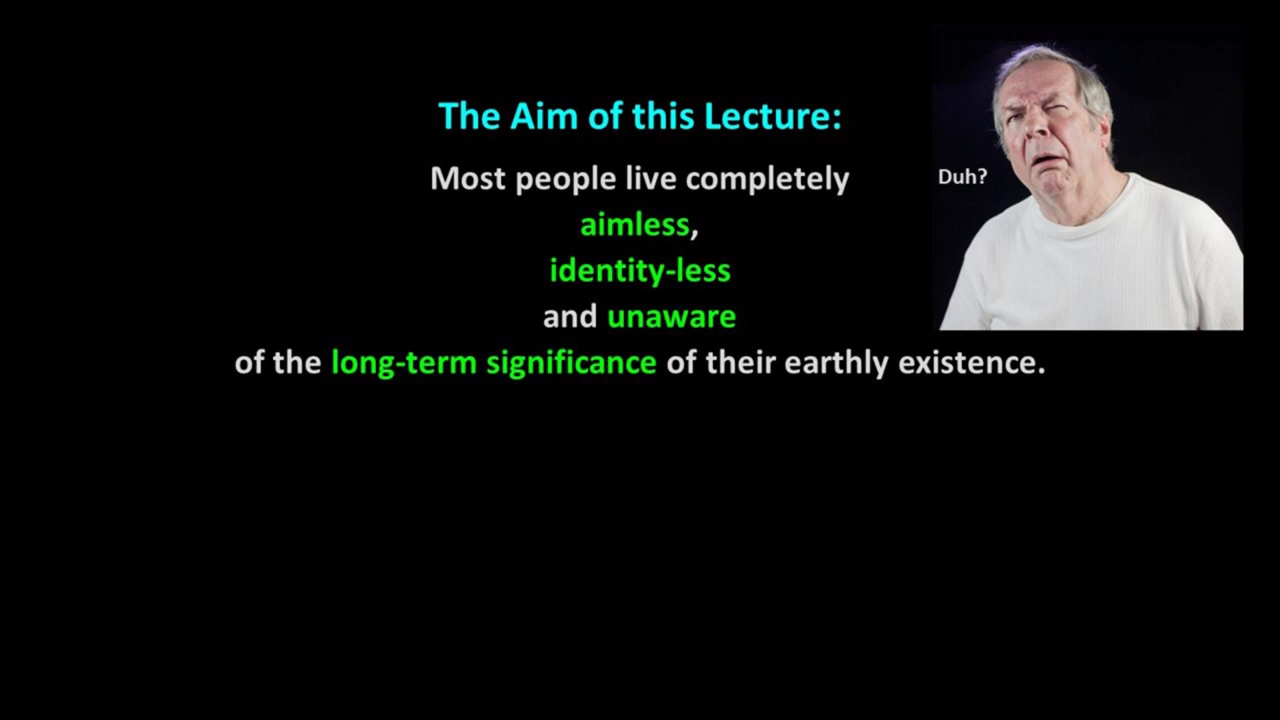 The Aim of this Lecture:
Most people live completely
Duh?
aimless,
identity-less
and unaware
of the long-term significance of their earthly existence.